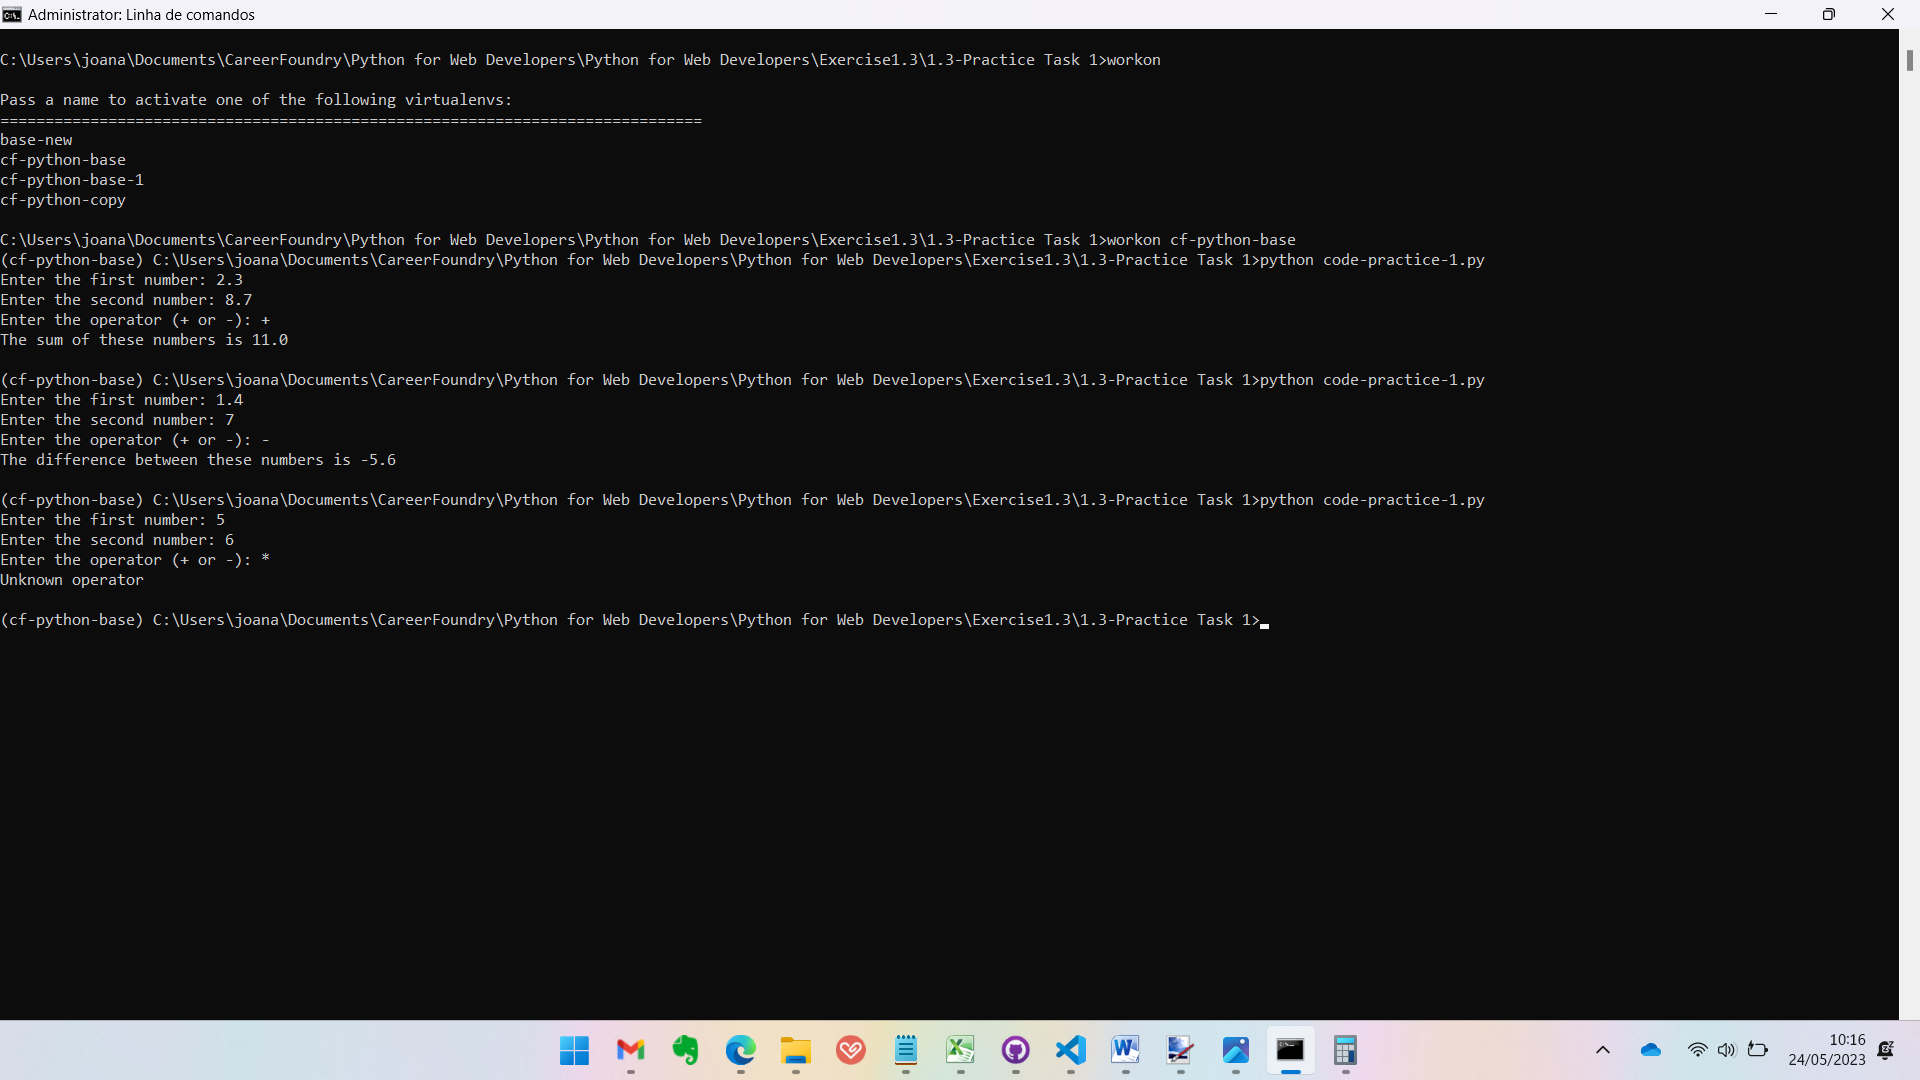 Administrator: Linha de comandos
C:\Users\joana\Documents\CareerFoundry\Python for Web Developers\Python for Web Developers\Exercise1.3\1.3-Practice Task 1>workon
Pass a name to activate one of the following virtualenvs:
==============================================================================
base-new
cf-python-base
cf-python-base-1
cf-python-copy
C:\Users\joana\Documents\CareerFoundry\Python for Web Developers\Python for Web Developers\Exercise1.3\1.3-Practice Task 1>workon cf-python-base
(cf-python-base) C:\Users\joana\Documents\CareerFoundry\Python for Web Developers\Python for Web Developers\Exercise1.3\1.3-Practice Task 1>python code-practice-1.py
Enter the first number: 2.3
Enter the second number: 8.7
Enter the operator (+ or -): +
The sum of these numbers is 11.0
(cf-python-base) C:\Users\joana\Documents\CareerFoundry\Python for Web Developers\Python for Web Developers\Exercise1.3\1.3-Practice Task 1>python code-practice-1.py
Enter the first number: 1.4
Enter the second number: 7
Enter the operator (+ or -): -
The difference between these numbers is -5.6
(cf-python-base) C:\Users\joana\Documents\CareerFoundry\Python for Web Developers\Python for Web Developers\Exercise1.3\1.3-Practice Task 1>python code-practice-1.py
Enter the first number: 5
Enter the second number: 6
Enter the operator (+ or -): *
Unknown operator
(cf-python-base) C:\Users\joana\Documents\CareerFoundry\Python for Web Developers\Python for Web Developers\Exercise1.3\1.3-Practice Task 1>
10:16
24/05/2023